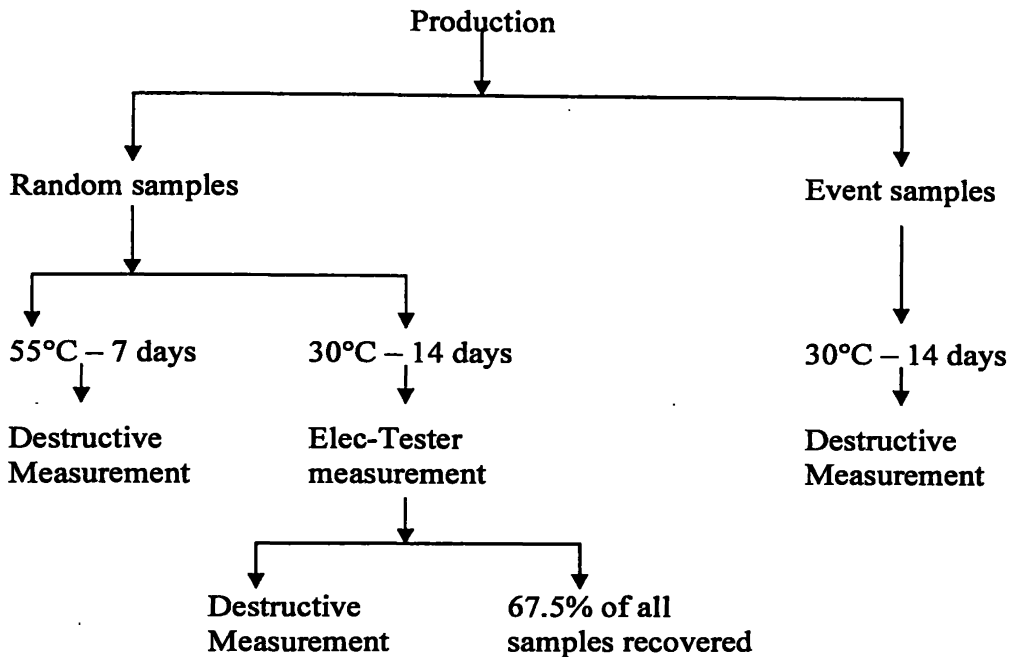 Production
Random samples
Event samples
55°C – 7 days
30°C – 14 days
30°C – 14 days
Destructive
Measurement
Elec-Tester
measurement
Destructive
Measurement
Destructive
Measurement
67.5% of all
samples recovered